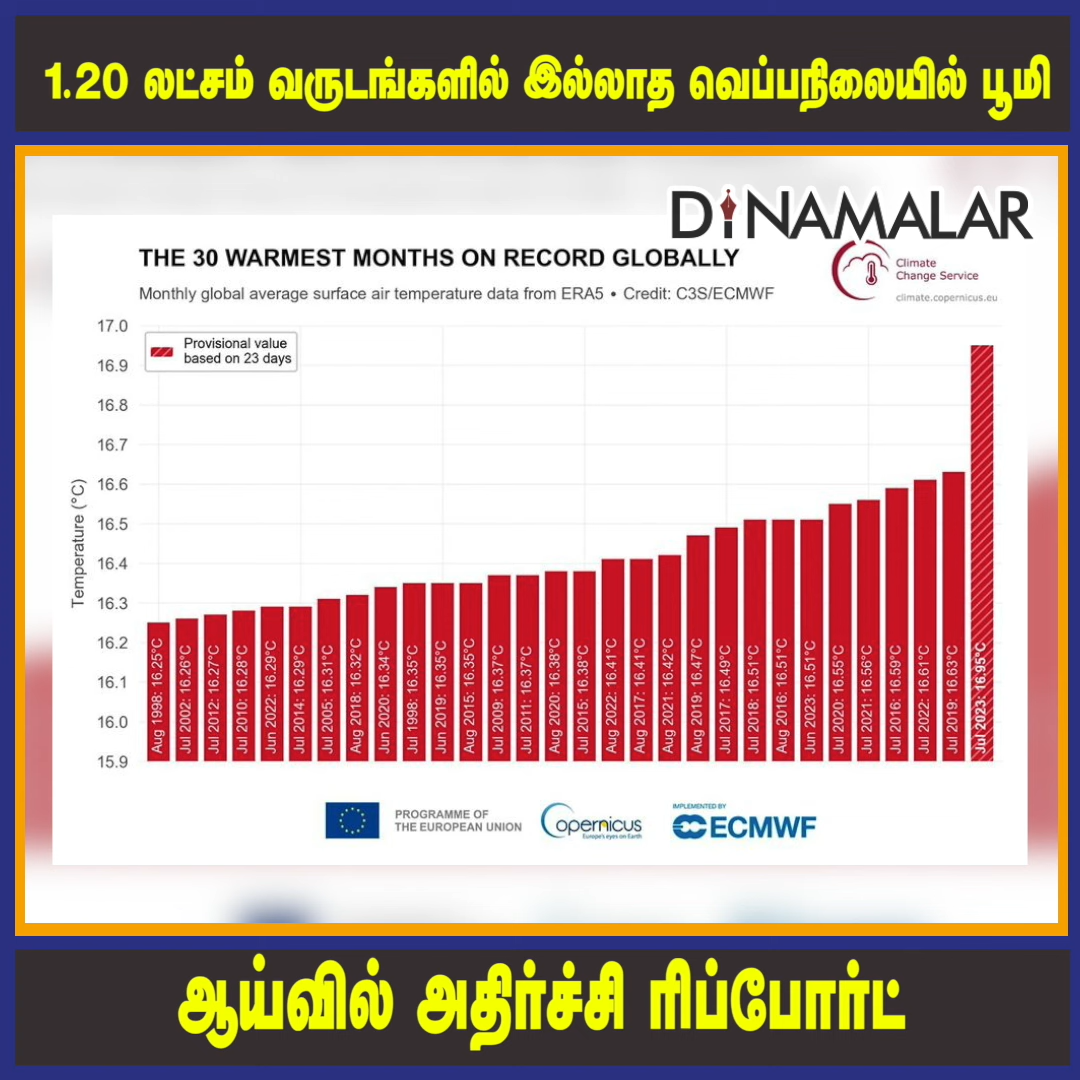 1.20 லட்சம் வருடங்களில் இல்லாத வெப்பநிலையில் பூமி
DINAMALAR
THE 30 WARMEST MONTHS ON RECORD GLOBALLY
Monthly global average surface air temperature data from ERA5 • Credit: C3S/ECMWF
Climate
Change Service
climate.copernicus.eu
Provisional value
based on 23 days
Temperature (°C)
17.0
16.9
16.8
16.7
16.6
16.5
16.4
16.3
16.2
16.1
16.0
15.9
Aug 1998: 16.25°C
Jul 2002: 16.26°C
Jul 2012: 16.27°C
Jul 2010: 16.28°C
Jun 2022: 16.29°C
Jul 2014: 16.29°C
Jul 2005: 16.31°C
Aug 2018: 16.32°C
Jun 2020: 16.34°C
Jul 1998: 16.35°C
Jun 2019: 16.35°C
Aug 2015: 16.35°C
Jul 2009: 16.37°C
Jul 2011: 16.37°C
Aug 2020: 16.38°C
Jul 2015: 16.38°C
Aug 2022: 16.41°C
Aug 2017: 16.41°C
Aug 2021: 16.42°C
Aug 2019: 16.47°C
Jul 2017: 16.49°C
Jul 2018: 16.51°C
Aug 2016: 16.51°C
Jun 2023: 16.51°C
Jul 2020: 16.55°C
Jul 2021: 16.56°C
Jul 2016: 16.59°C
Jul 2022: 16.61°C
Jul 2019: 16.63°C
Jul 2023: 16.95°C
PROGRAMME OF
THE EUROPEAN UNION
Copernicus
Europe's eyes on Earth
IMPLEMENTED BY
ECMWF
ஆய்வில் அதிர்ச்சி ரிப்போர்ட்